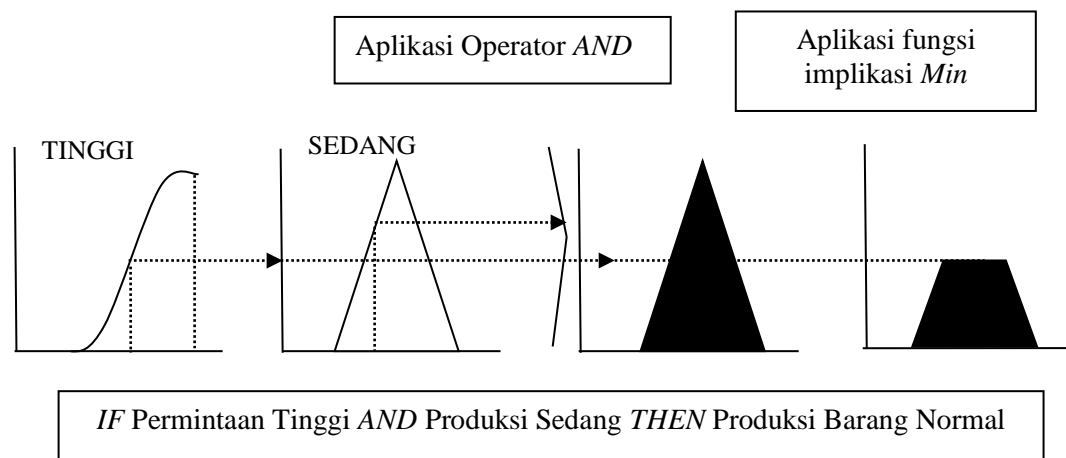 Aplikasi Operator AND
Aplikasi fungsi
implikasi Min
TINGGI
SEDANG
IF Permintaan Tinggi AND Produksi Sedang THEN Produksi Barang Normal